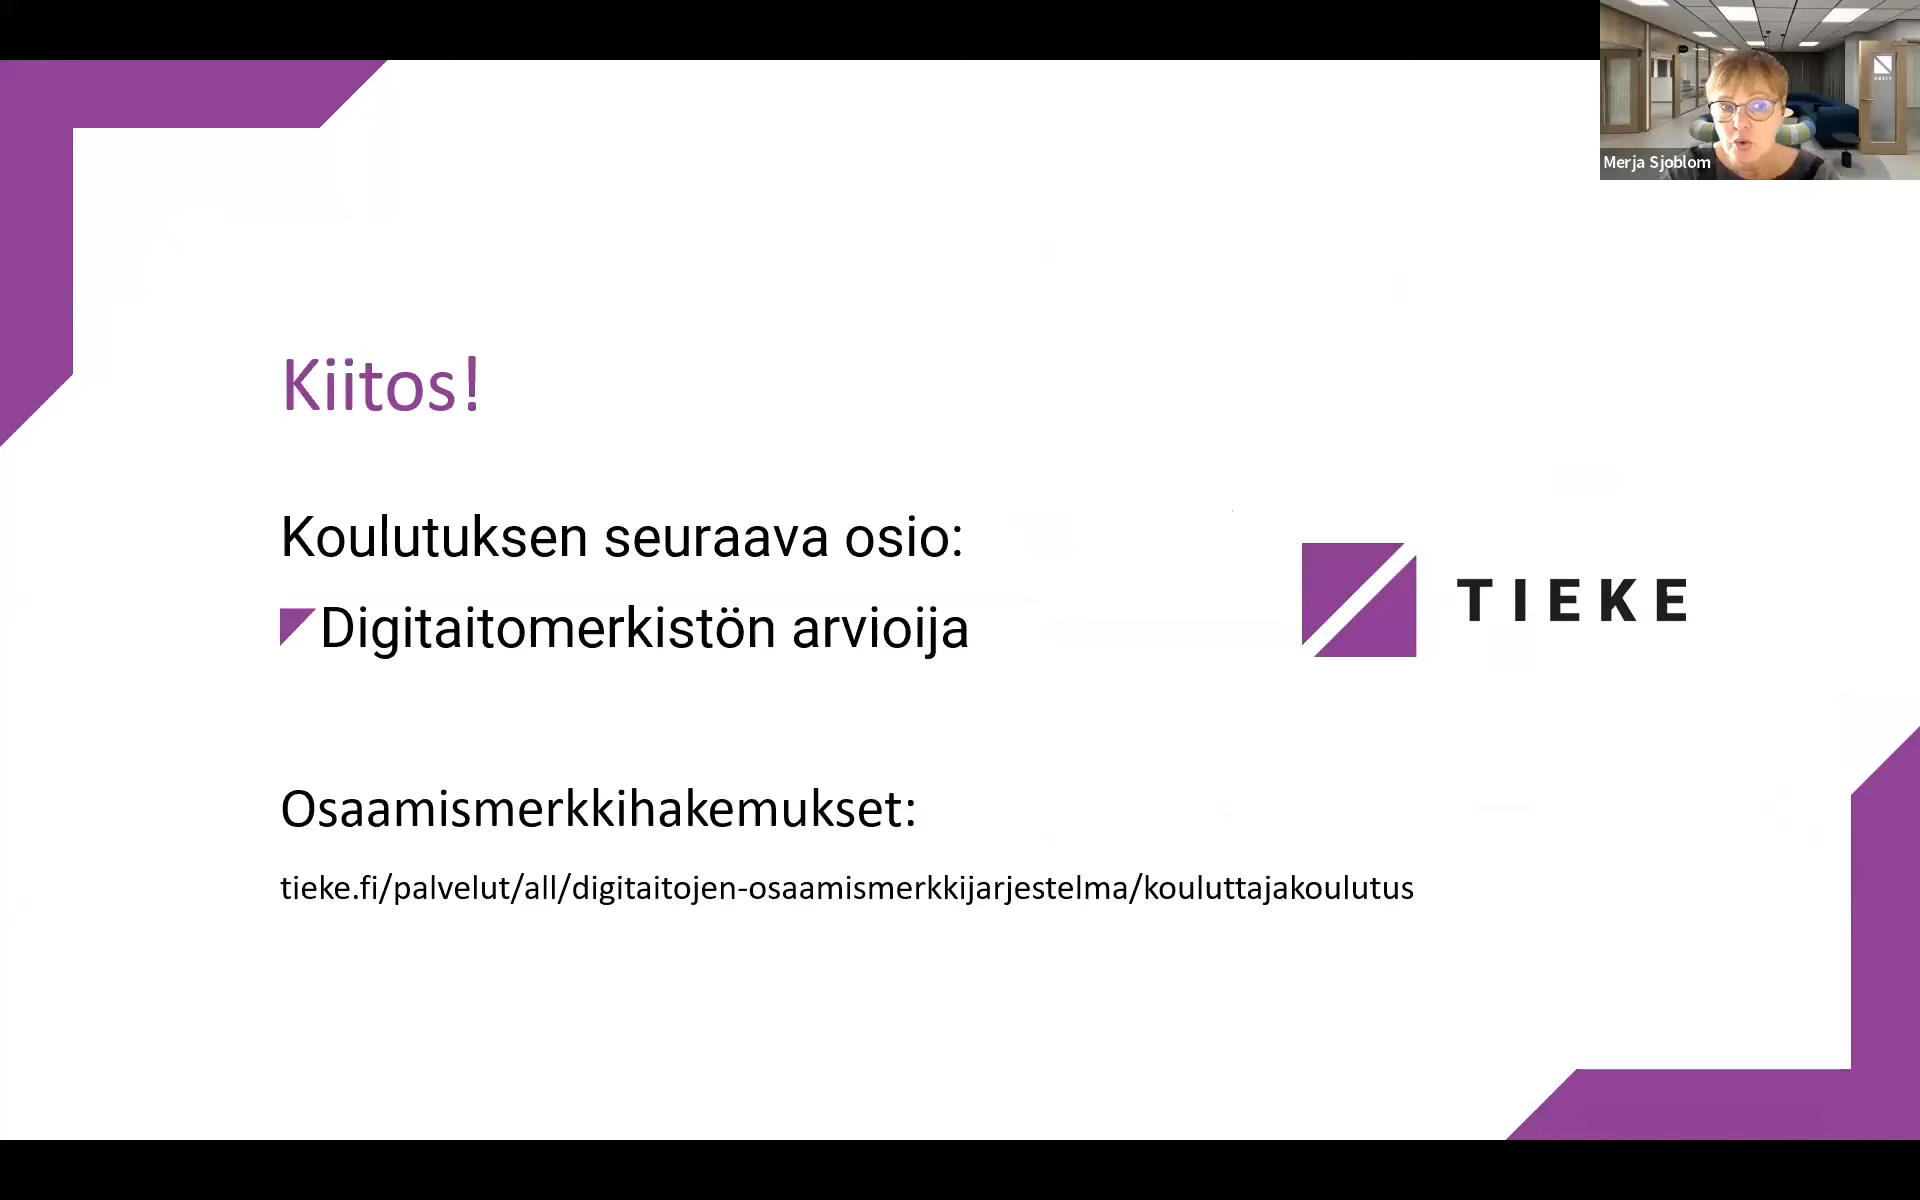 Merja Sjoblom
Kiitos!
Koulutuksen seuraava osio:
Digitaitomerkistön arvioija
TIEKE
Osaamismerkkihakemukset:
tieke.fi/palvelut/all/digitaitojen-osaamismerkkijarjestelma/kouluttajakoulutus